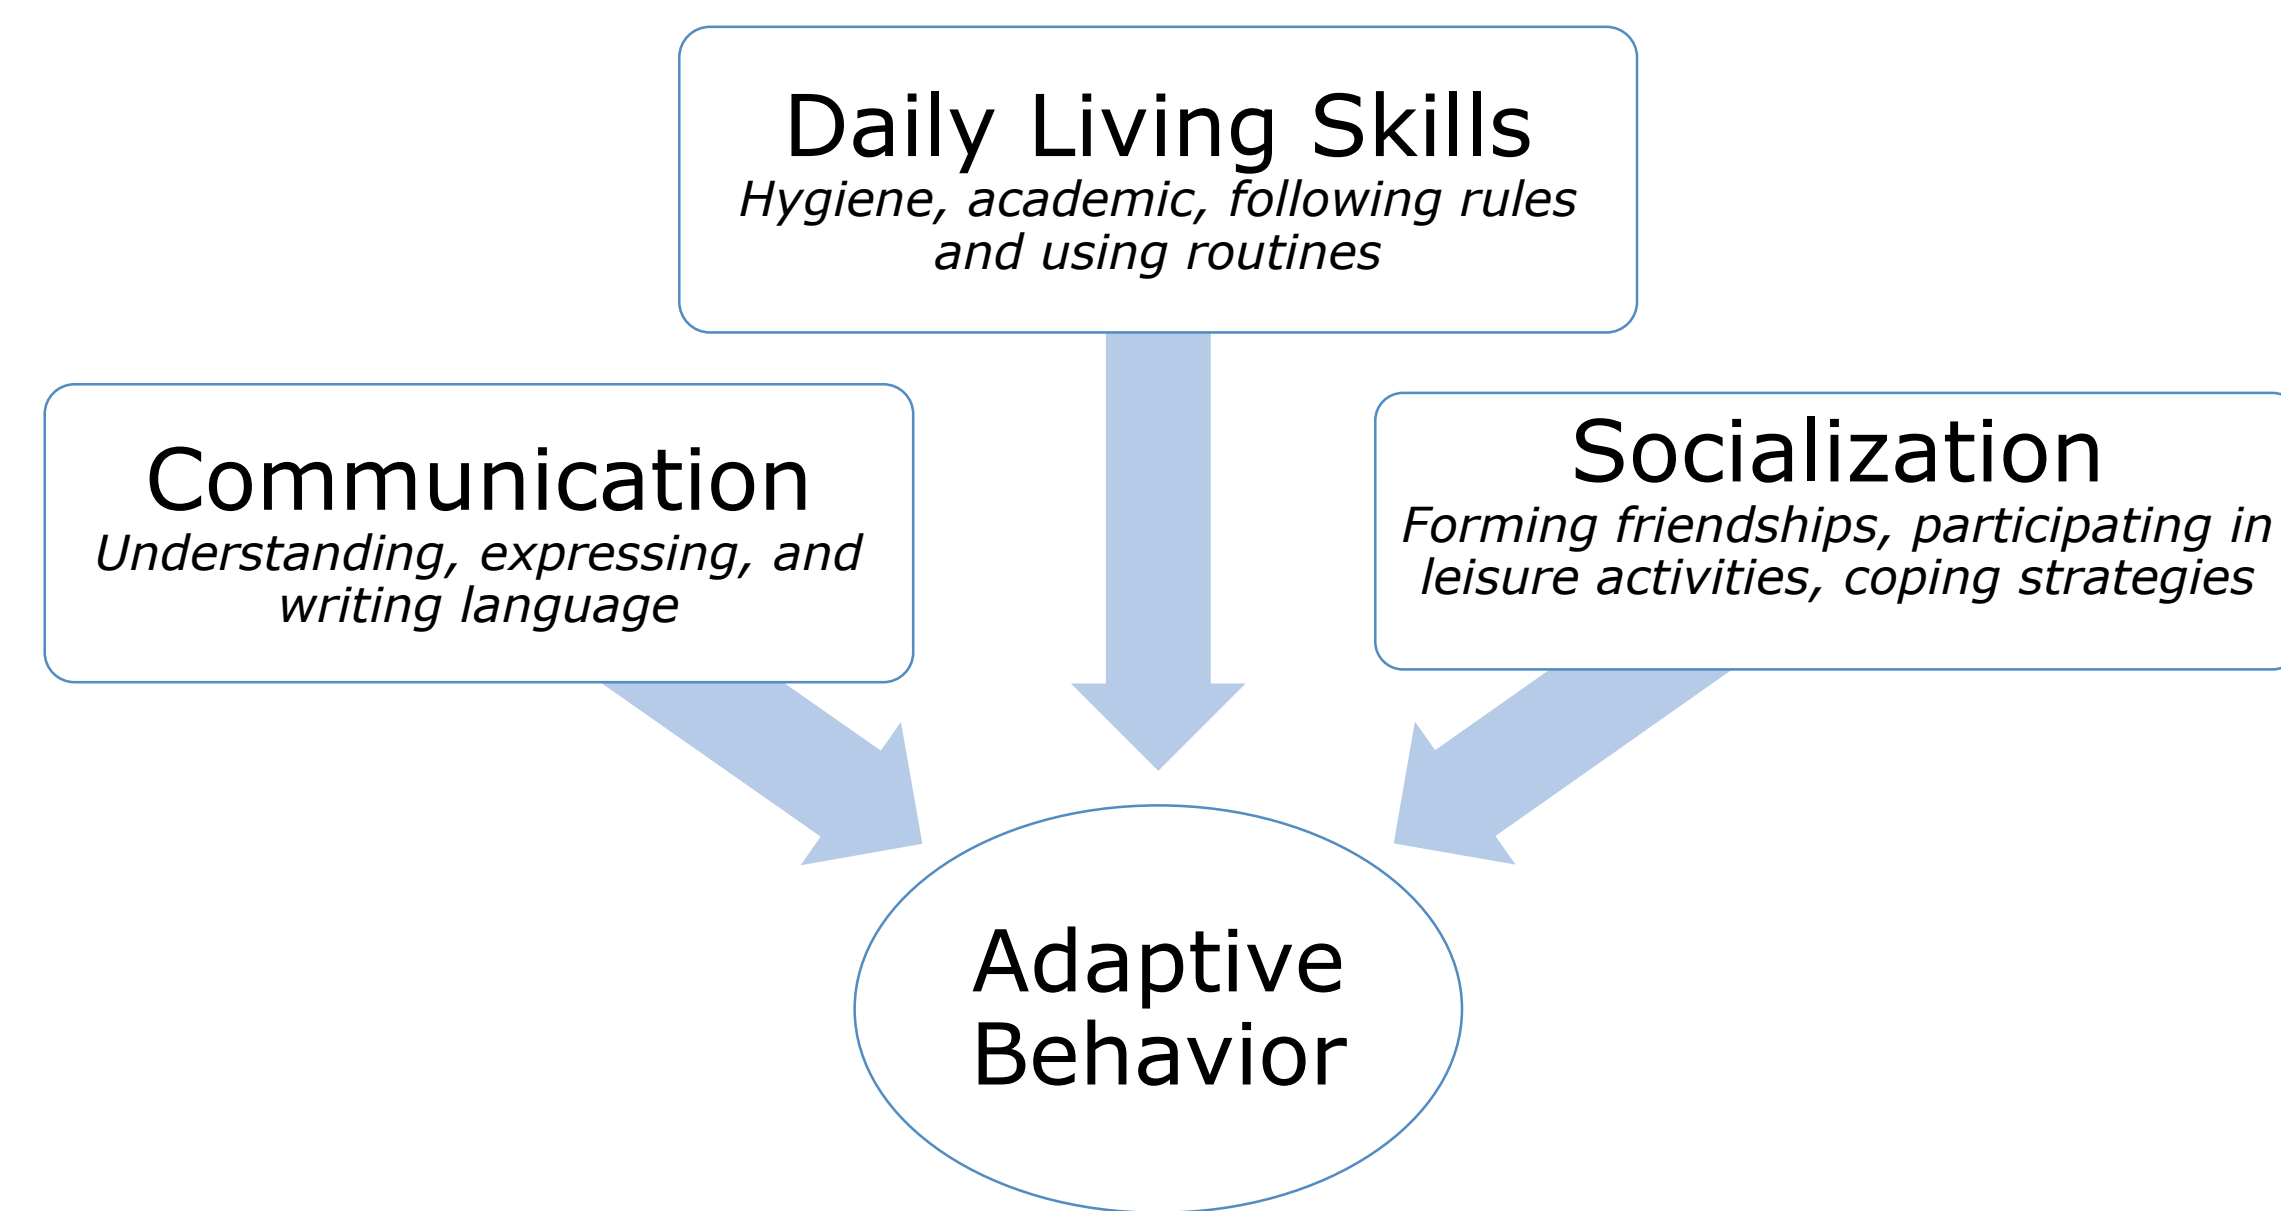 Daily Living Skills
Hygiene, academic, following rules
and using routines
Communication
Understanding, expressing, and
writing language
Socialization
Forming friendships, participating in
leisure activities, coping strategies
Adaptive
Behavior